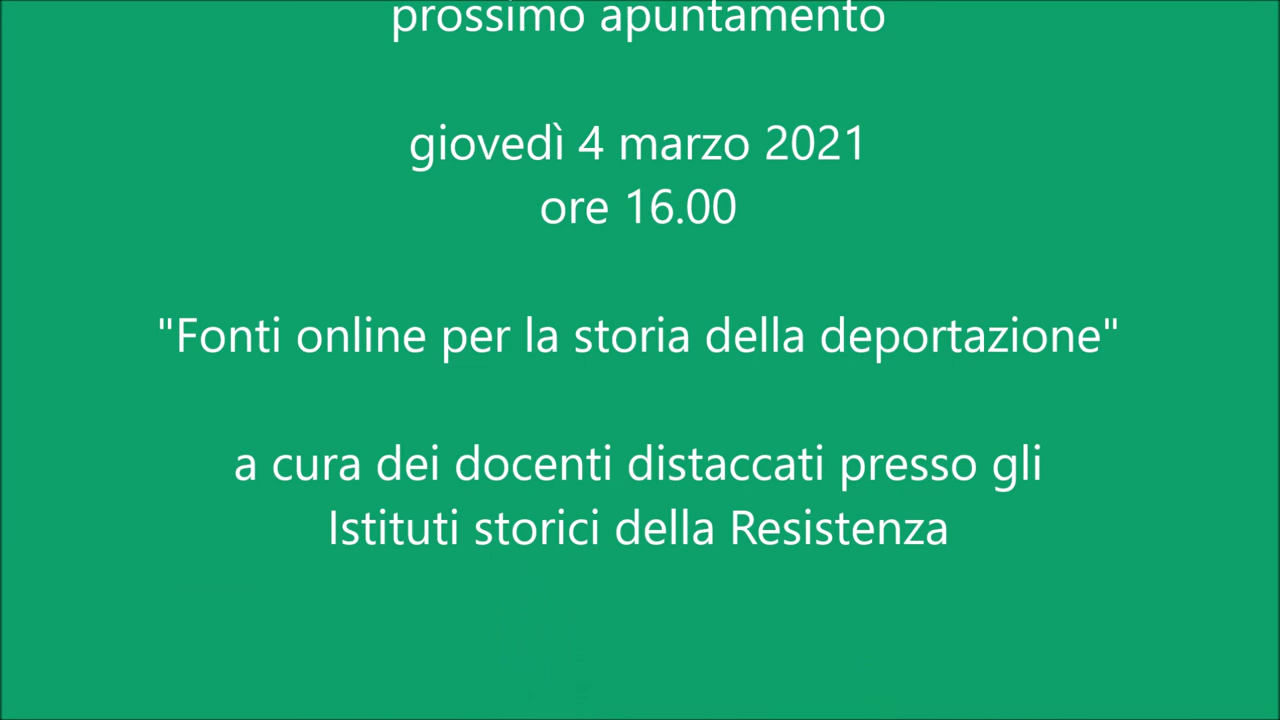 prossimo apuntamento
giovedì 4 marzo 2021
ore 16.00
"Fonti online per la storia della deportazione"
a cura dei docenti distaccati presso gli
Istituti storici della Resistenza